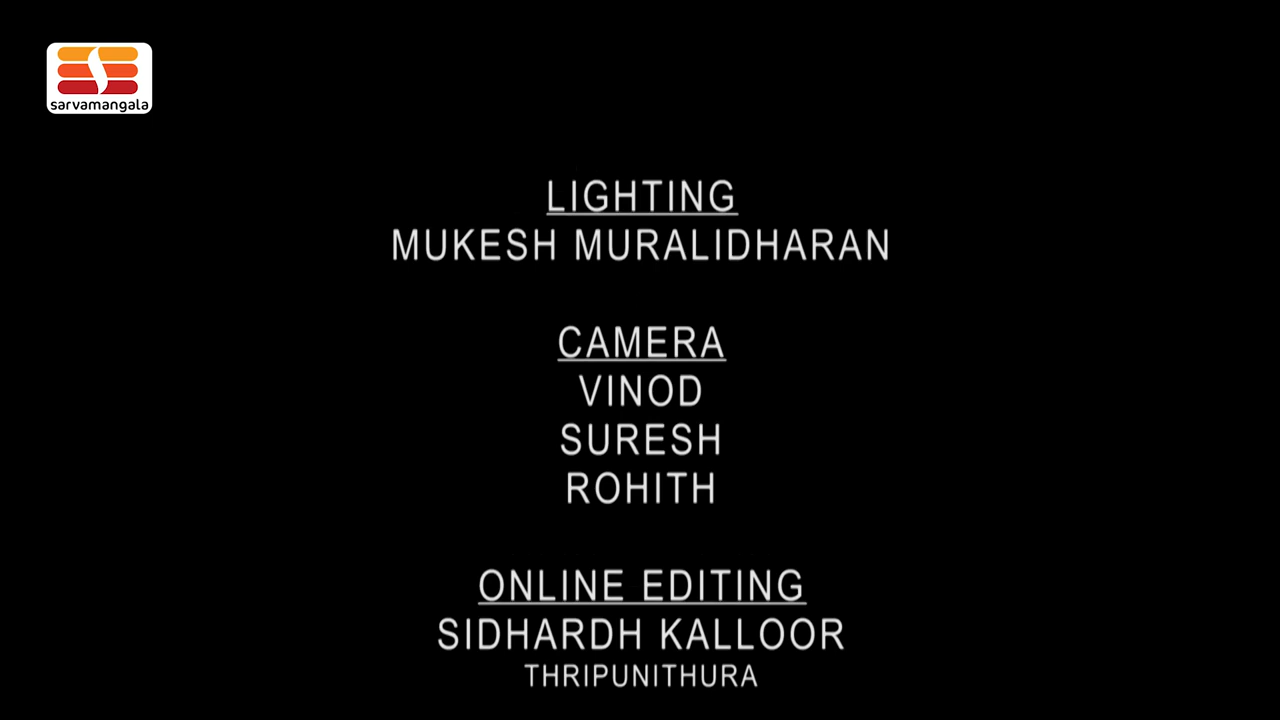 sarvamangala
LIGHTING
MUKESH MURALIDHARAN
CAMERA
VINOD
SURESH
ROHITH
ONLINE EDITING
SIDHARDH KALLOOR
THRIPUNITHURA